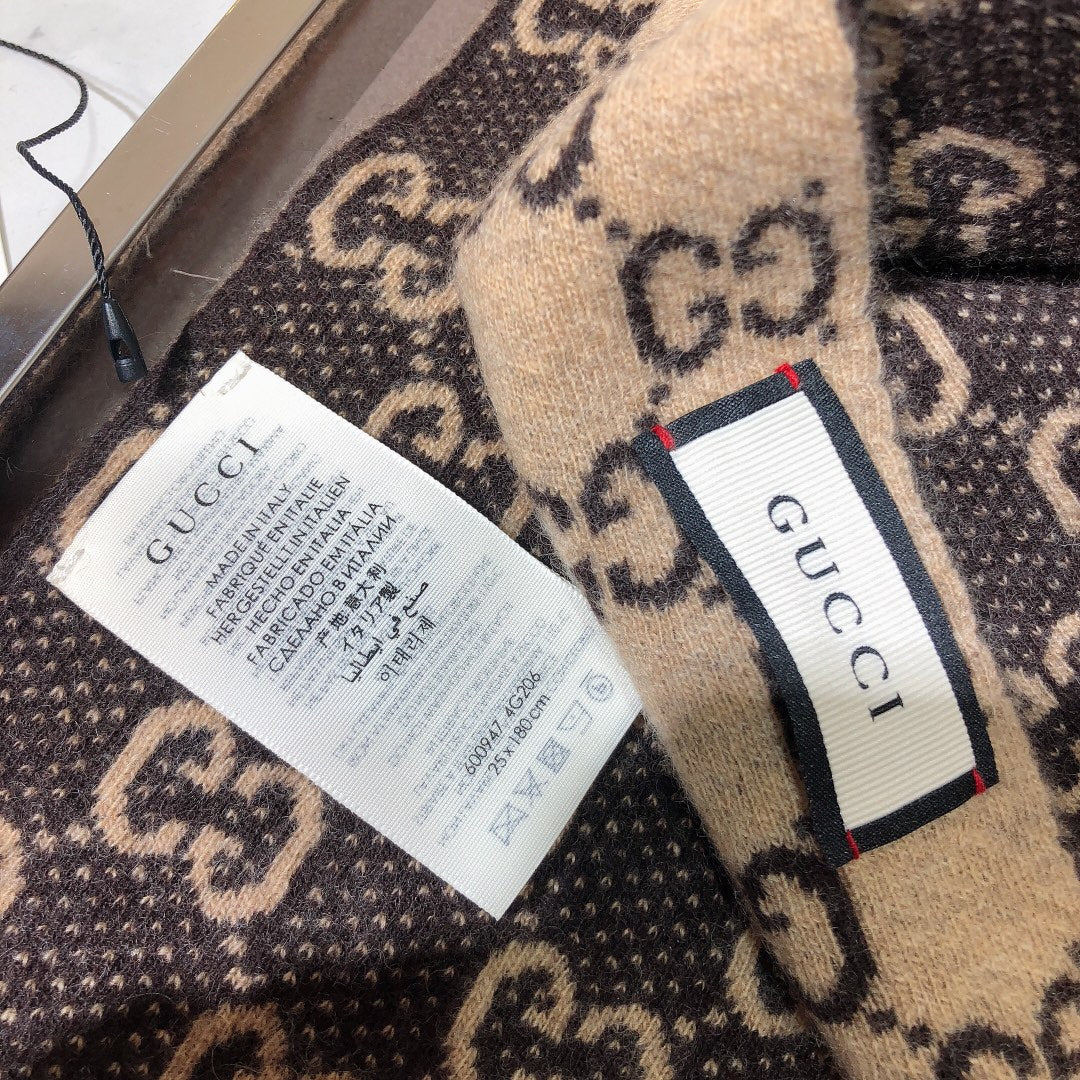 GUCCI
MADE IN ITALY
FABRIQUÉ EN ITALIE
HERGESTELLT IN ITALIEN
HECHO EN ITALIA
FABRICADO EM ITÁLIA
СДЕЛАНО В ИТАЛИИ
产地意大利
イタリア製
صنع في إيطاليا
이태리제
600947 4G206
25 x 180 cm
GUCCI